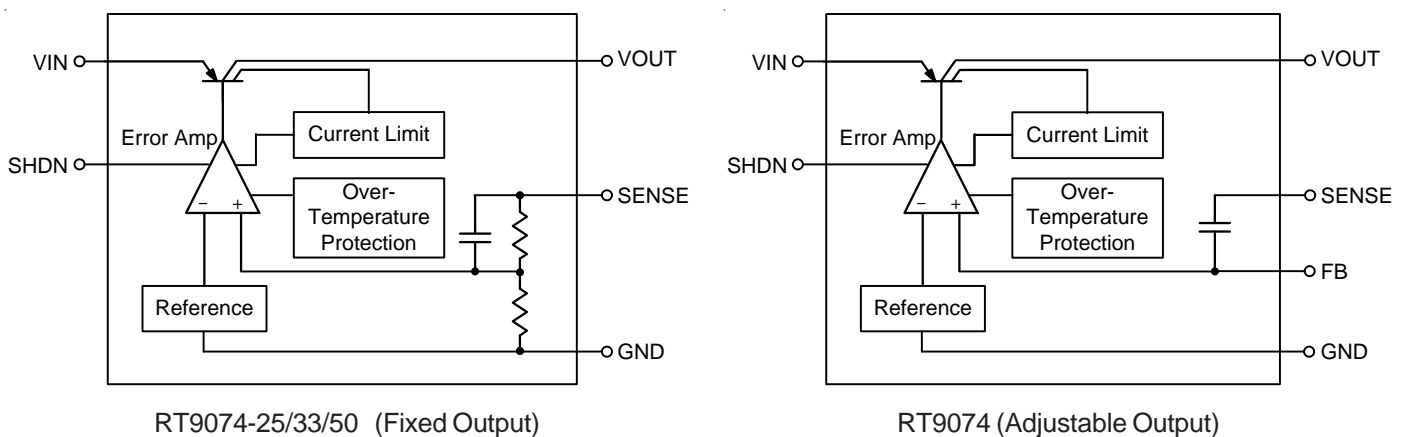 VIN
VOUT
Error Amp
Current Limit
SHDN
Over-
Temperature
Protection
SENSE
− +
Reference
GND
RT9074-25/33/50 (Fixed Output)
VIN
VOUT
Error Amp
Current Limit
SHDN
Over-
Temperature
Protection
SENSE
− +
FB
Reference
GND
RT9074 (Adjustable Output)